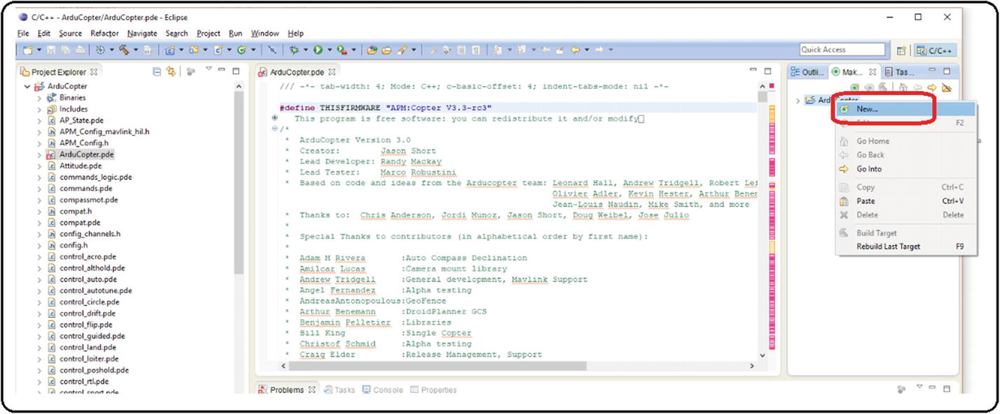 C/C++ - ArduCopter/ArduCopter.pde - Eclipse
File Edit Source Refactor Navigate Search Project Run Window Help
Quick Access
C/C++
Project Explorer
ArduCopter
Binaries
Includes
AP_State.pde
APM_Config_mavlink_hil.h
APM_Config.h
ArduCopter.pde
Attitude.pde
commands_logic.pde
commands.pde
compassmot.pde
compat.h
compat.pde
config_channels.h
config.h
control_acro.pde
control_althold.pde
control_auto.pde
control_autotune.pde
control_circle.pde
control_drift.pde
control_flip.pde
control_guided.pde
control_land.pde
control_loiter.pde
control_poshold.pde
control_rtl.pde
control_sport.pde
ArduCopter.pde
/// -*- tab-width: 4; Mode: C++; c-basic-offset: 4; indent-tabs-mode: nil -*-
#define THISFIRMWARE "APM:Copter V3.3-rc3"
This program is free software: you can redistribute it and/or modify
/*
* ArduCopter Version 3.0
* Creator: Jason Short
* Lead Developer: Randy Mackay
* Lead Tester: Marco Robustini
* Based on code and ideas from the Arducopter team: Leonard Hall, Andrew Tridgell, Robert Lef
Olivier Adler, Kevin Hester, Arthur Benem
Jean-Louis Naudin, Mike Smith, and more
* Thanks to: Chris Anderson, Jordi Munoz, Jason Short, Doug Weibel, Jose Julio
*
* Special Thanks to contributors (in alphabetical order by first name):
*
* Adam M Rivera :Auto Compass Declination
* Amilcar Lucas :Camera mount library
* Andrew Tridgell :General development, Mavlink Support
* Angel Fernandez :Alpha testing
* AndreasAntonopoulous:GeoFence
* Arthur Benemann :DroidPlanner GCS
* Benjamin Pelletier :Libraries
* Bill King :Single Copter
* Christof Schmid :Alpha testing
* Craig Elder :Release Management, Support
Problems Tasks Console Properties
Outli... Mak... Tas...
ArduCopter
New...
Edit... F2
Go Home
Go Back
Go Into
Copy Ctrl+C
Paste Ctrl+V
Delete Delete
Build Target
Rebuild Last Target F9